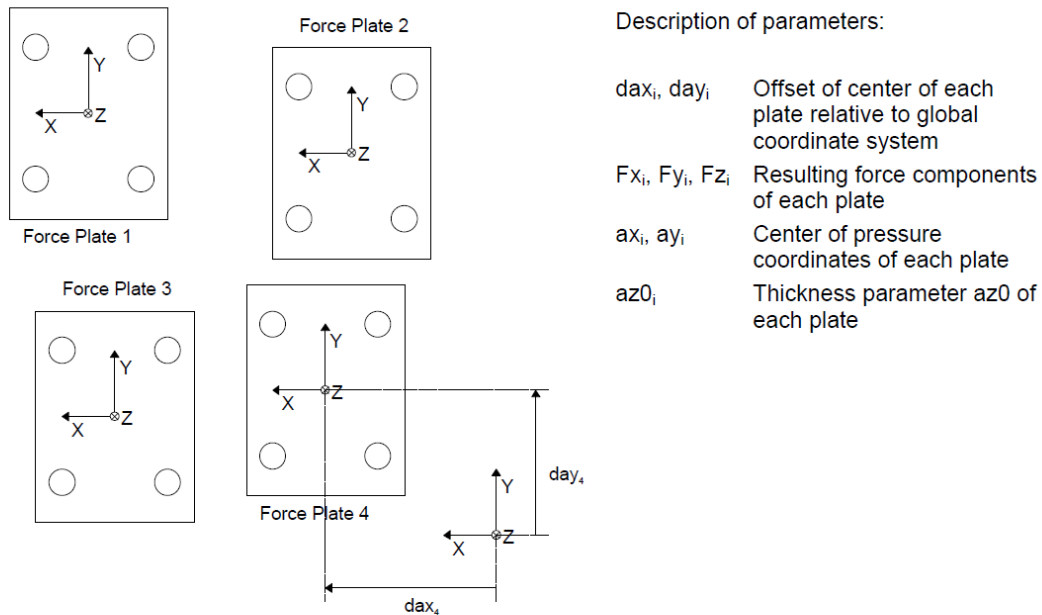 Y
X
Z
Force Plate 1
Force Plate 2
Y
X
Z
Force Plate 3
Y
X
Z
Y
X
Z
Force Plate 4
day₄
Y
X
Z
dax₄
Description of parameters:
daxᵢ, dayᵢ Offset of center of each
plate relative to global
coordinate system
Fxᵢ, Fyᵢ, Fzᵢ Resulting force components
of each plate
axᵢ, ayᵢ Center of pressure
coordinates of each plate
az0ᵢ Thickness parameter az0 of
each plate